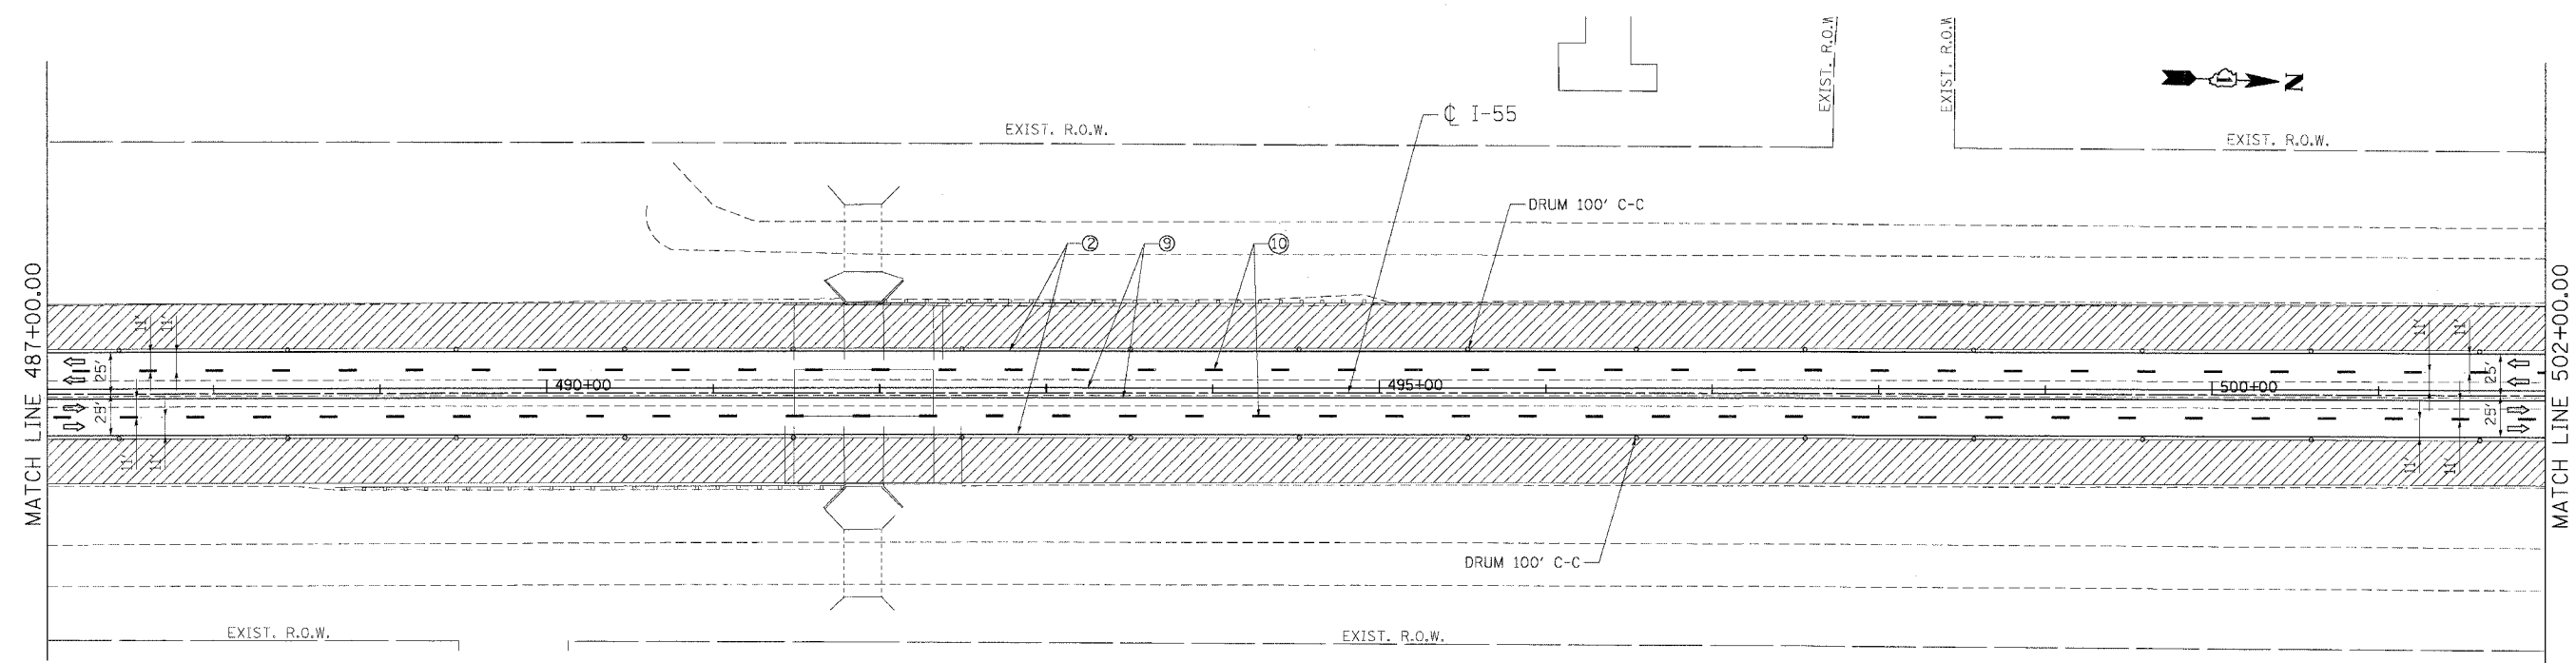 EXIST. R.O.W.
EXIST. R.O.W.
N
℄ I-55
EXIST. R.O.W.
EXIST. R.O.W.
DRUM 100' C-C
② ⑨ ⑩
MATCH LINE 487+00.00
MATCH LINE 502+00.00
11' 11'
11' 11'
25' 25'
490+00 495+00 500+00
25' 25'
11' 11'
11' 11'
DRUM 100' C-C
EXIST. R.O.W.
EXIST. R.O.W.